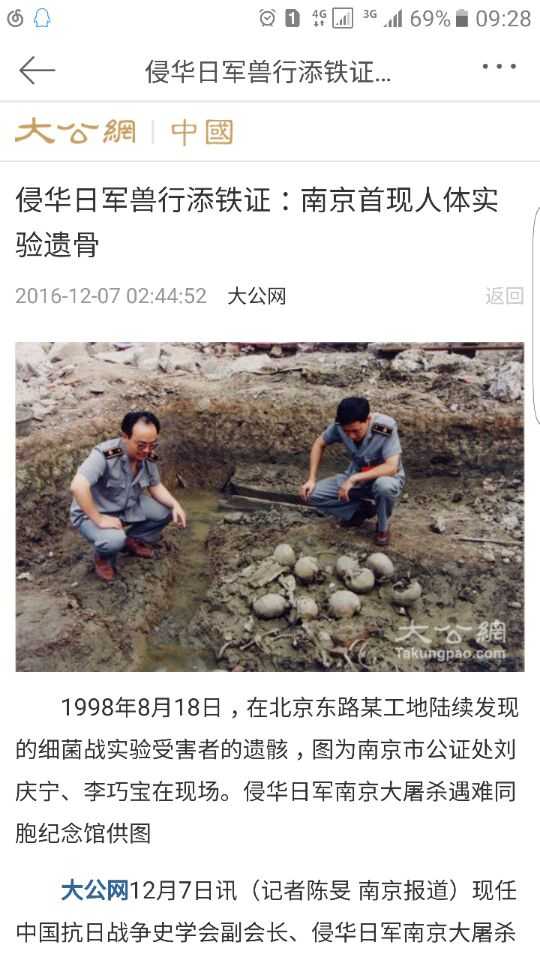 1 4G 3G 69% 09:28
侵华日军兽行添铁证...
大公網 | 中國
侵华日军兽行添铁证：南京首现人体实
验遗骨
2016-12-07 02:44:52 大公网 返回
大公網
Takungpao.com
1998年8月18日，在北京东路某工地陆续发现
的细菌战实验受害者的遗骸，图为南京市公证处刘
庆宁、李巧宝在现场。侵华日军南京大屠杀遇难同
胞纪念馆供图
大公网12月7日讯（记者陈旻 南京报道）现任
中国抗日战争史学会副会长、侵华日军南京大屠杀